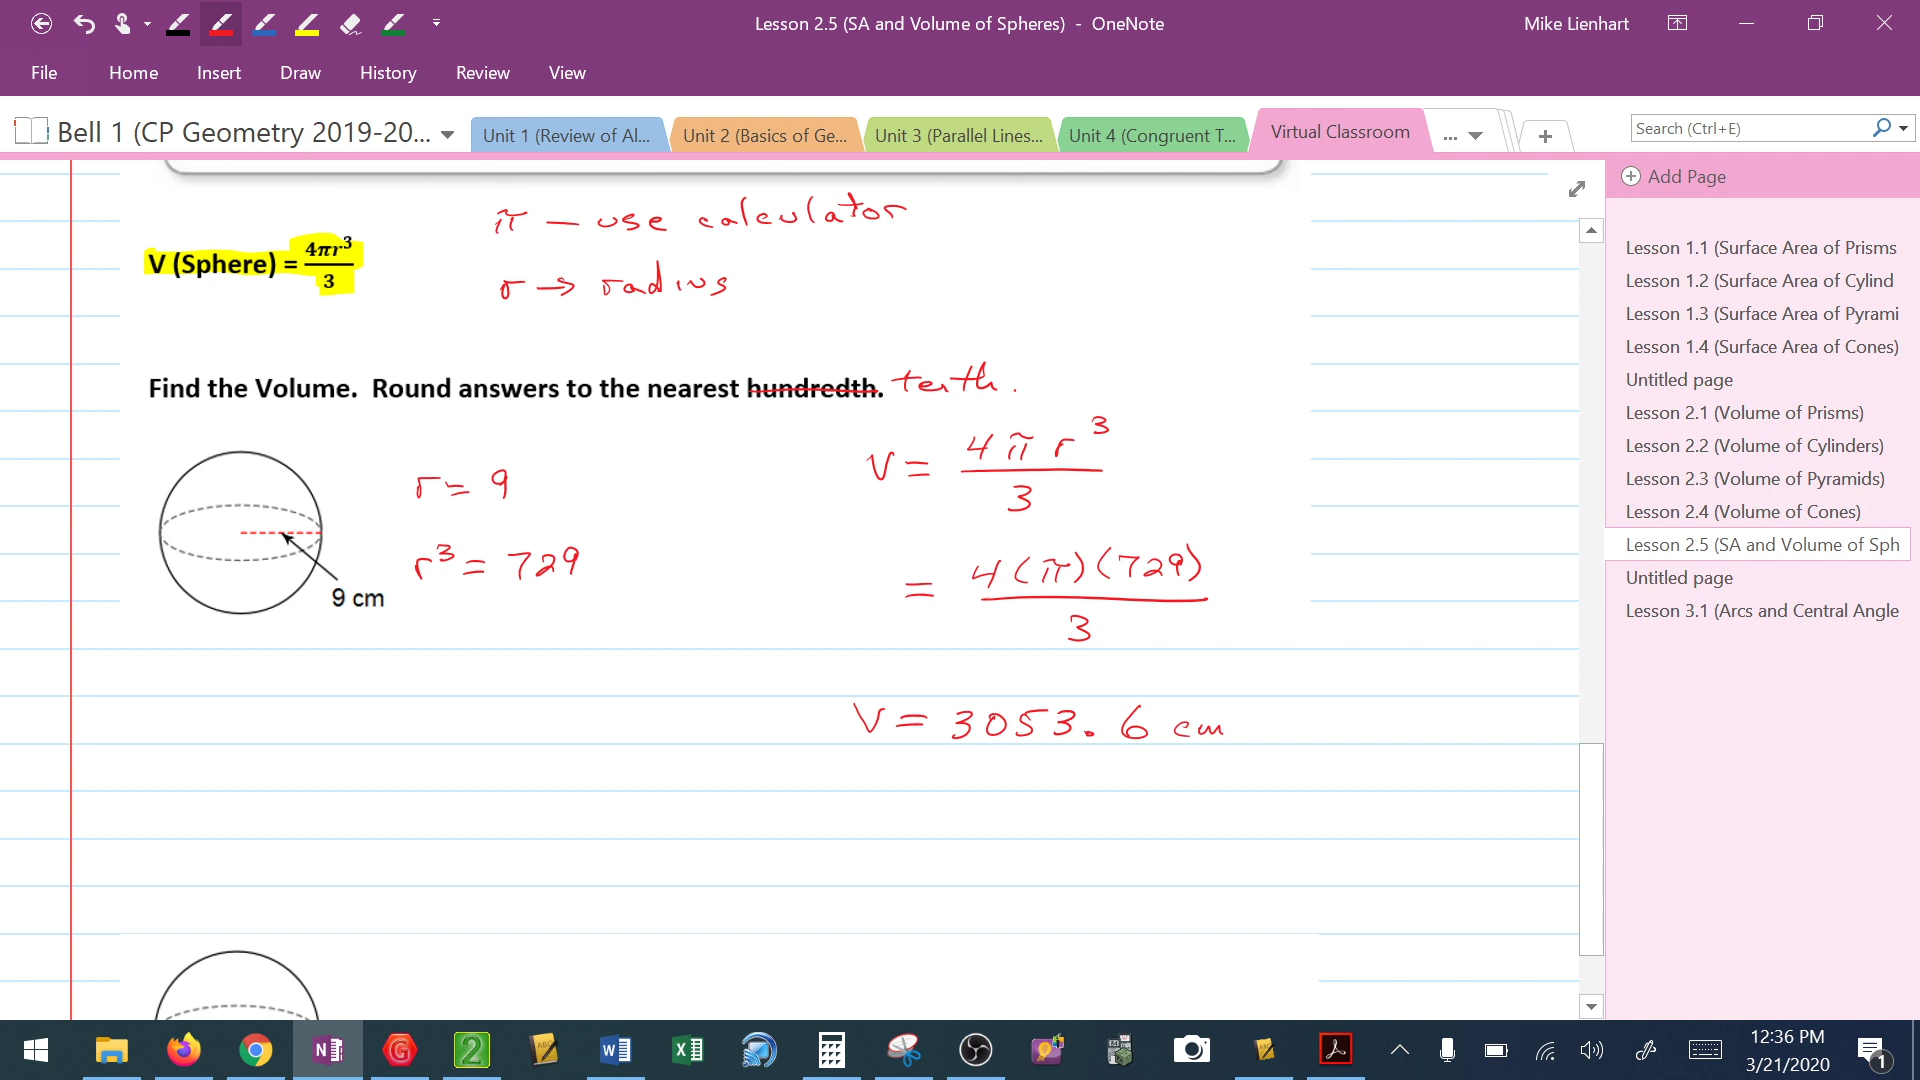 Lesson 2.5 (SA and Volume of Spheres) - OneNote
Mike Lienhart
File Home Insert Draw History Review View
Bell 1 (CP Geometry 2019-20...
Unit 1 (Review of Al... Unit 2 (Basics of Ge... Unit 3 (Parallel Lines... Unit 4 (Congruent T... Virtual Classroom ...
Search (Ctrl+E)
π — use calculator
V (Sphere) = 4πr³
3
r → radius
Find the Volume. Round answers to the nearest hundredth. tenth.
V = 4 π r³
3
r = 9
r³ = 729
9 cm
= 4(π)(729)
3
V = 3053.6 cm
Add Page
Lesson 1.1 (Surface Area of Prisms
Lesson 1.2 (Surface Area of Cylind
Lesson 1.3 (Surface Area of Pyrami
Lesson 1.4 (Surface Area of Cones)
Untitled page
Lesson 2.1 (Volume of Prisms)
Lesson 2.2 (Volume of Cylinders)
Lesson 2.3 (Volume of Pyramids)
Lesson 2.4 (Volume of Cones)
Lesson 2.5 (SA and Volume of Sph
Untitled page
Lesson 3.1 (Arcs and Central Angle
12:36 PM
3/21/2020
1